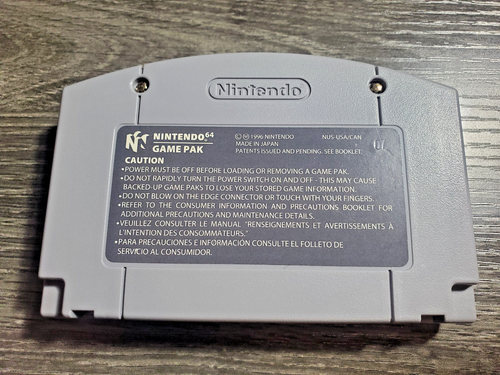 Nintendo
NINTENDO64
GAME PAK
© Ⓜ 1996 NINTENDO NUS-USA/CAN
MADE IN JAPAN
PATENTS ISSUED AND PENDING. SEE BOOKLET.
CAUTION
•POWER MUST BE OFF BEFORE LOADING OR REMOVING A GAME PAK.
•DO NOT RAPIDLY TURN THE POWER SWITCH ON AND OFF - THIS MAY CAUSE
BACKED-UP GAME PAKS TO LOSE YOUR STORED GAME INFORMATION.
•DO NOT BLOW ON THE EDGE CONNECTOR OR TOUCH WITH YOUR FINGERS.
•REFER TO THE CONSUMER INFORMATION AND PRECAUTIONS BOOKLET FOR
ADDITIONAL PRECAUTIONS AND MAINTENANCE DETAILS.
•VEUILLEZ CONSULTER LE MANUAL "RENSEIGNEMENTS ET AVERTISSEMENTS À
L'INTENTION DES CONSOMMATEURS."
•PARA PRECAUCIONES E INFORMACIÓN CONSULTE EL FOLLETO DE
SERVICIO AL CONSUMIDOR.